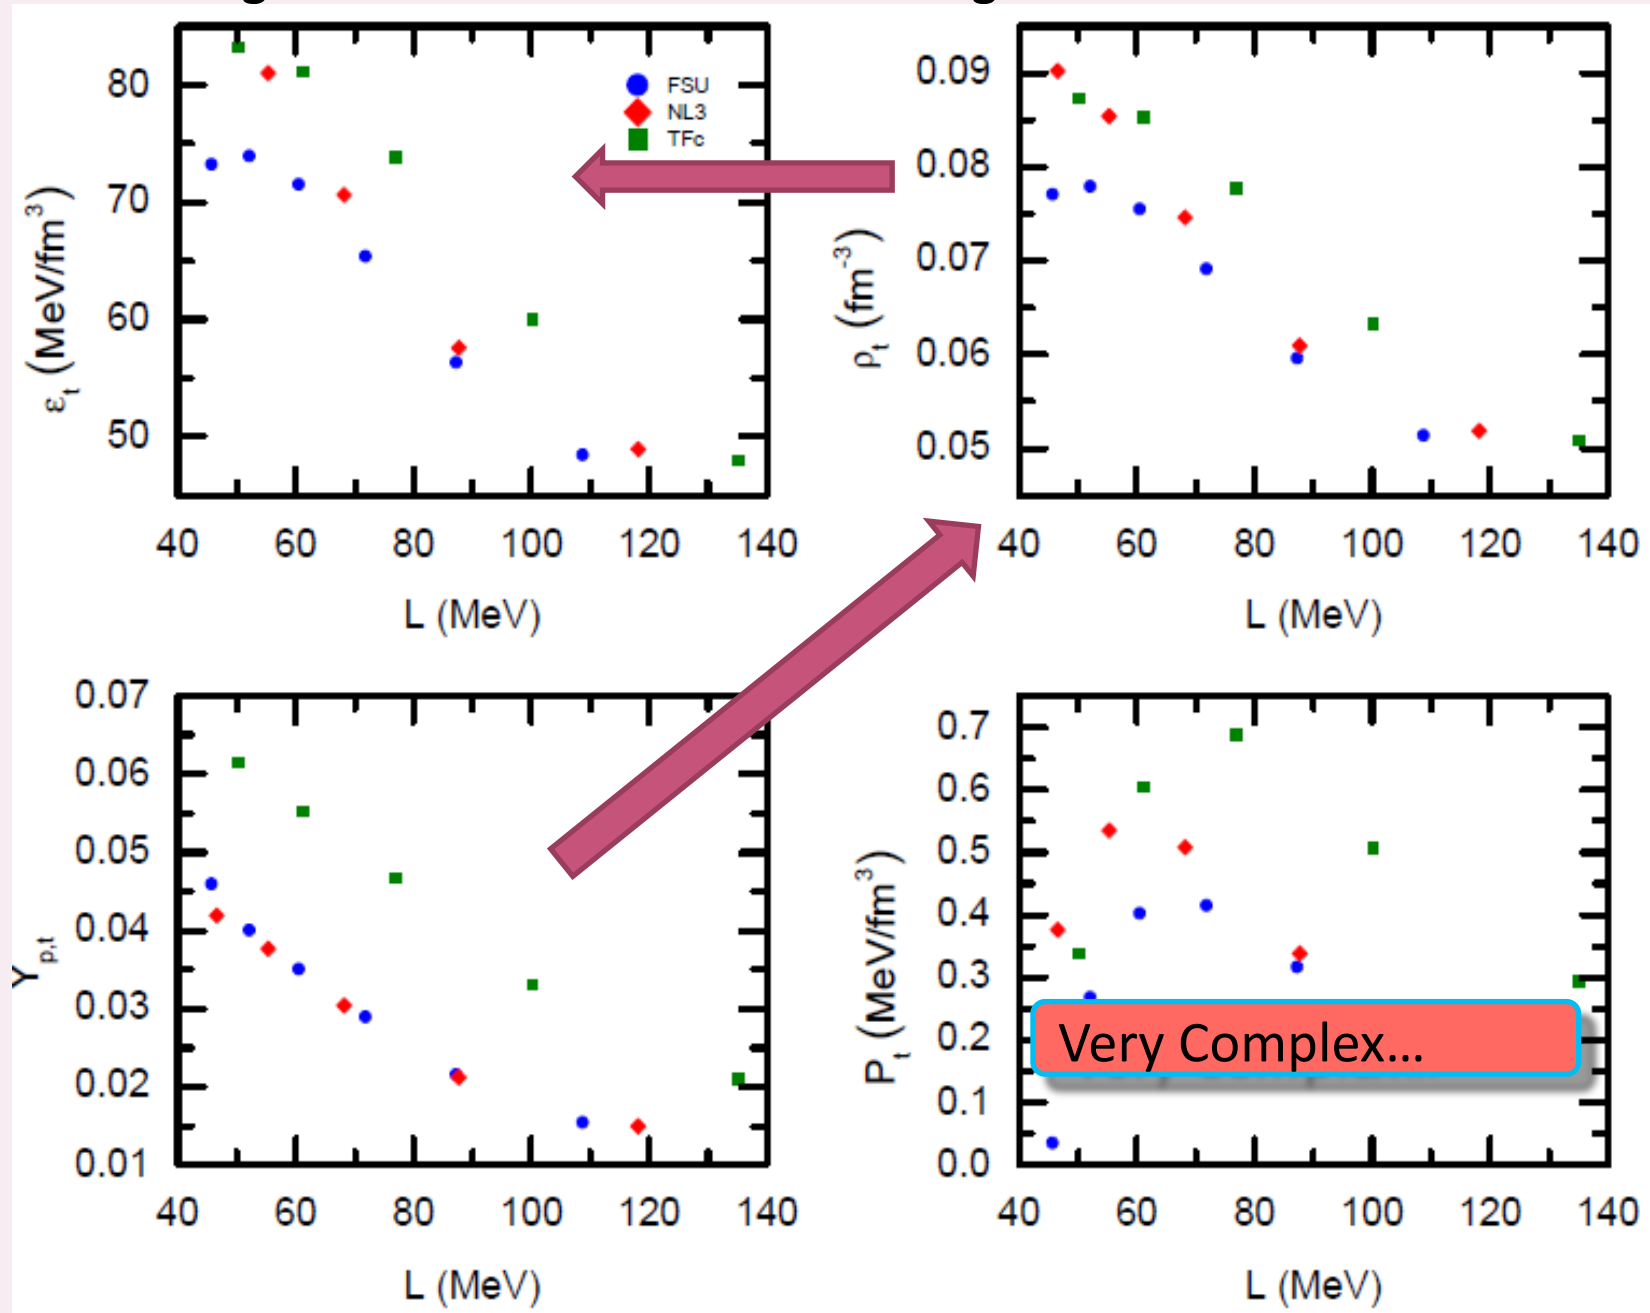 80
70
60
50
ε_t (MeV/fm³)
FSU
NL3
TFc
40 60 80 100 120 140
L (MeV)
0.09
0.08
0.07
0.06
0.05
ρ_t (fm⁻³)
40 60 80 100 120 140
L (MeV)
0.07
0.06
0.05
0.04
0.03
0.02
0.01
Y_p,t
40 60 80 100 120 140
L (MeV)
0.7
0.6
0.5
0.4
0.3
0.2
0.1
0.0
P_t (MeV/fm³)
Very Complex...
40 60 80 100 120 140
L (MeV)